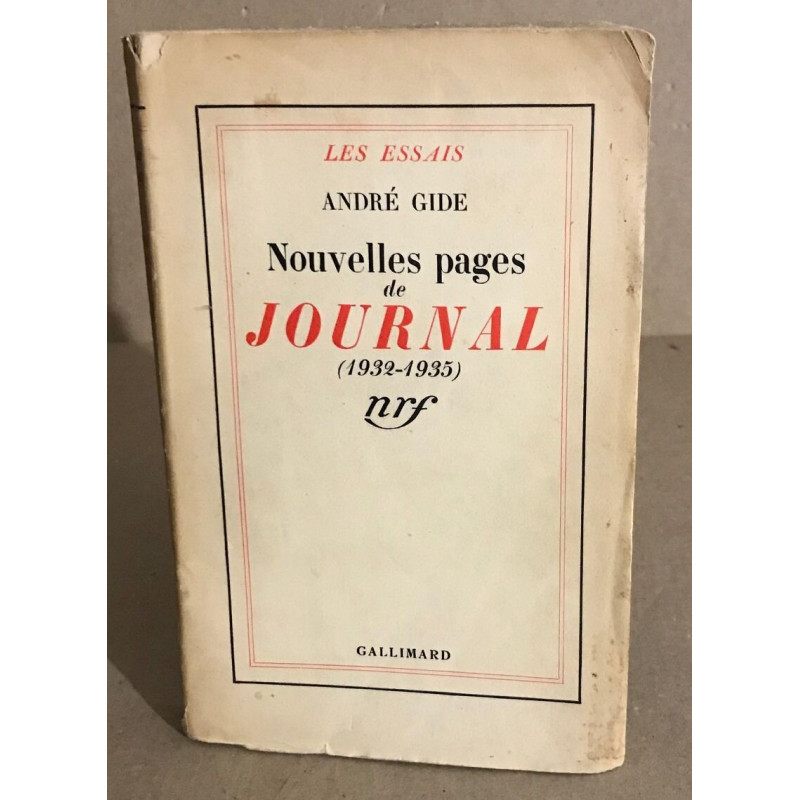 LES ESSAIS
ANDRÉ GIDE
Nouvelles pages
de
JOURNAL
(1932-1935)
nrf
GALLIMARD